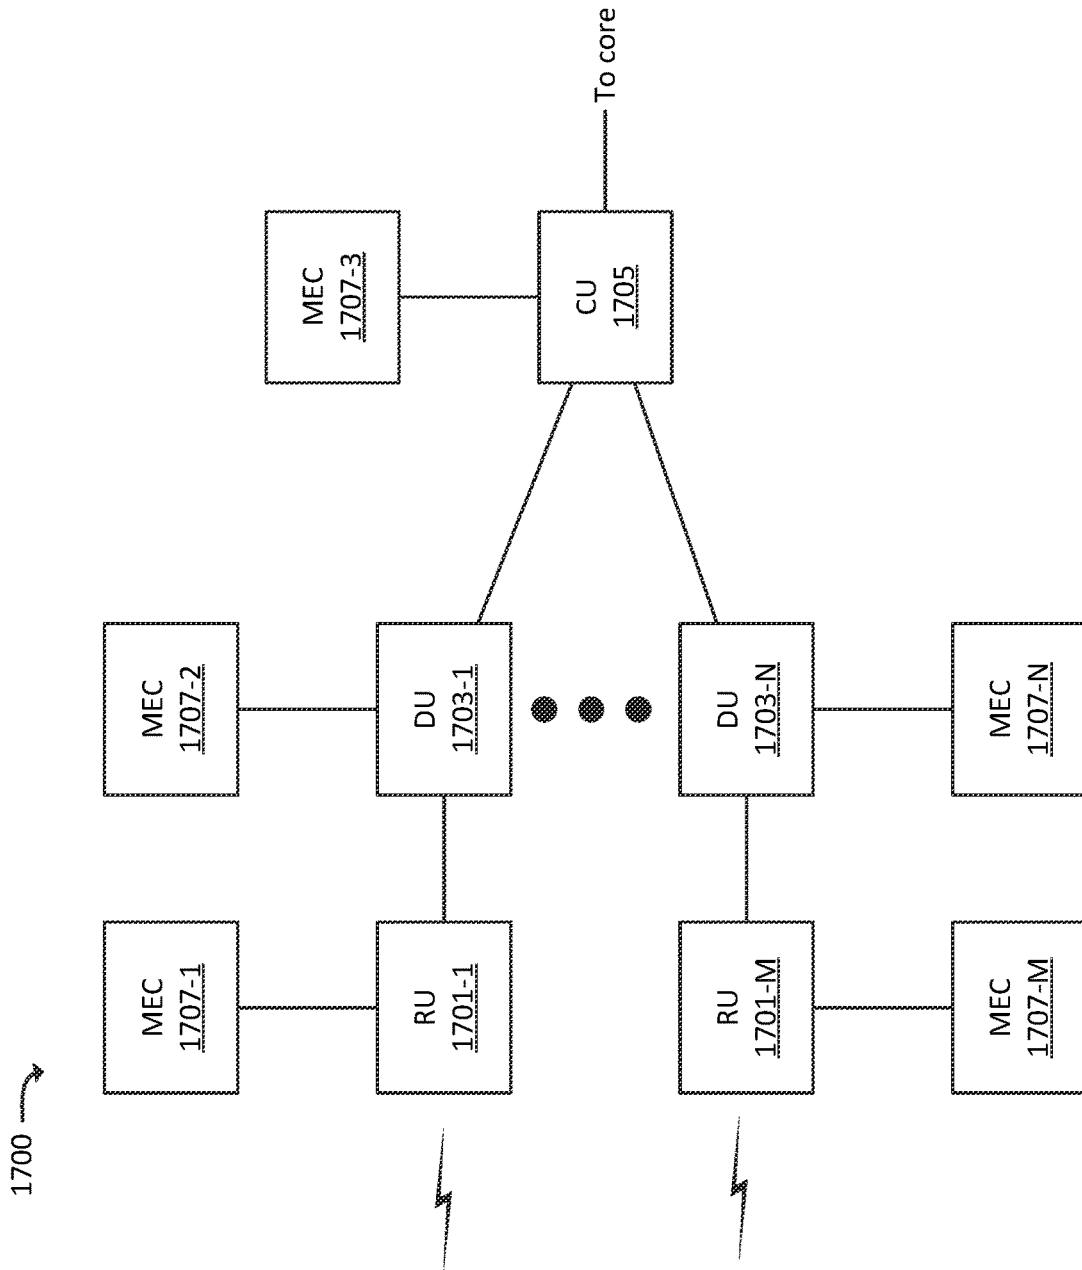 1700
MEC
1707-1
MEC
1707-2
MEC
1707-3
RU
1701-1
DU
1703-1
CU
1705
To core
RU
1701-M
DU
1703-N
MEC
1707-M
MEC
1707-N